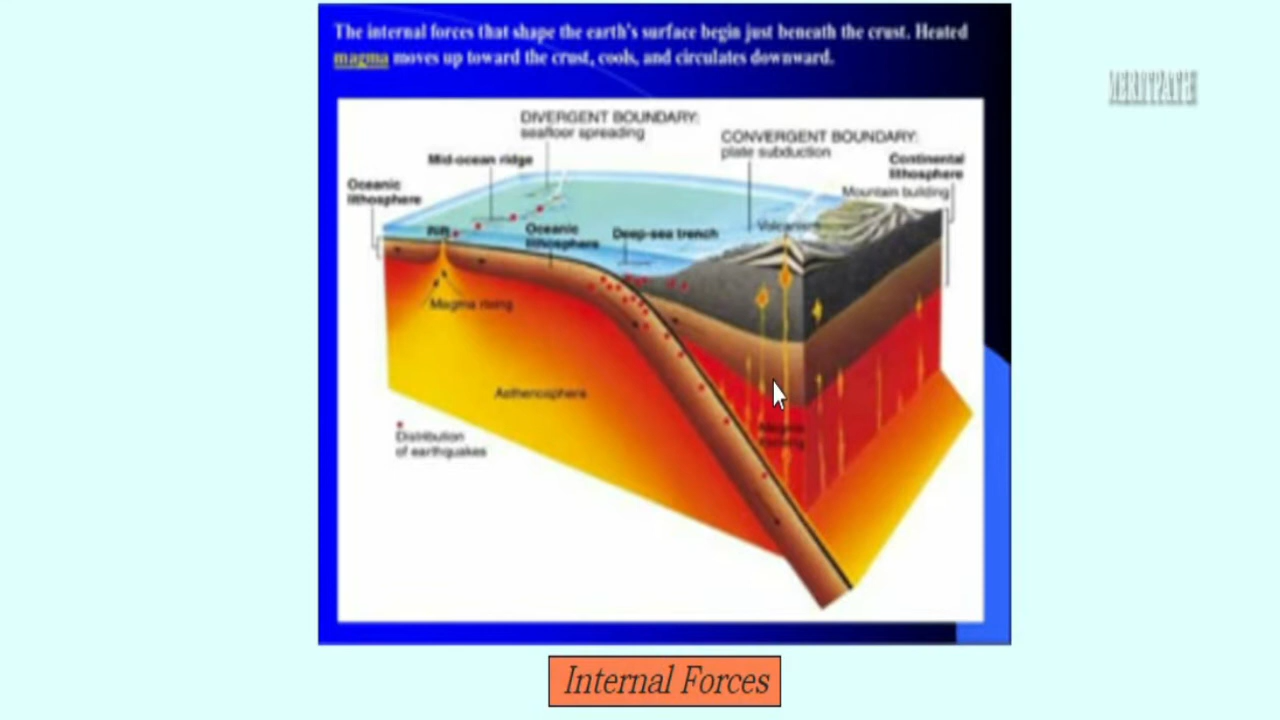 The internal forces that shape the earth's surface begin just beneath the crust. Heated
magma moves up toward the crust, cools, and circulates downward.
MERITPATH
DIVERGENT BOUNDARY:
seafloor spreading
CONVERGENT BOUNDARY:
plate subduction
Mid-ocean ridge
Continental
lithosphere
Oceanic
lithosphere
Mountain building
Rift
Oceanic
lithosphere
Deep-sea trench
Volcanism
Magma rising
Asthenosphere
Magma
Distribution
of earthquakes
Internal Forces